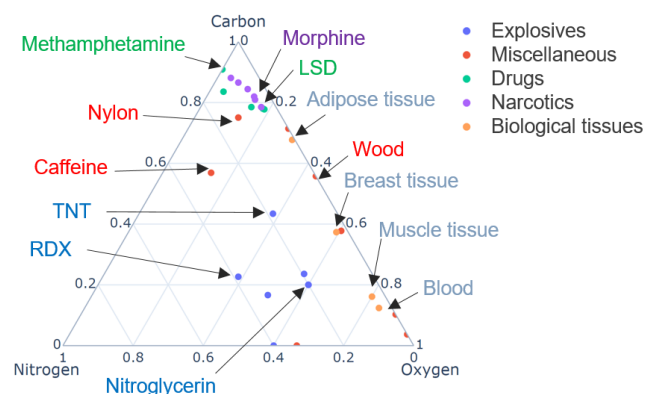 Carbon
Methamphetamine
1.0
Morphine
LSD
Explosives
Miscellaneous
Drugs
Narcotics
Biological tissues
0.8
0.2
Adipose tissue
Nylon
Wood
Caffeine
0.6
0.4
Breast tissue
TNT
0.4
0.6
Muscle tissue
RDX
0.2
0.8
Blood
0
1
1
0.8
0.6
0.4
0.2
0
Nitrogen
Oxygen
Nitroglycerin